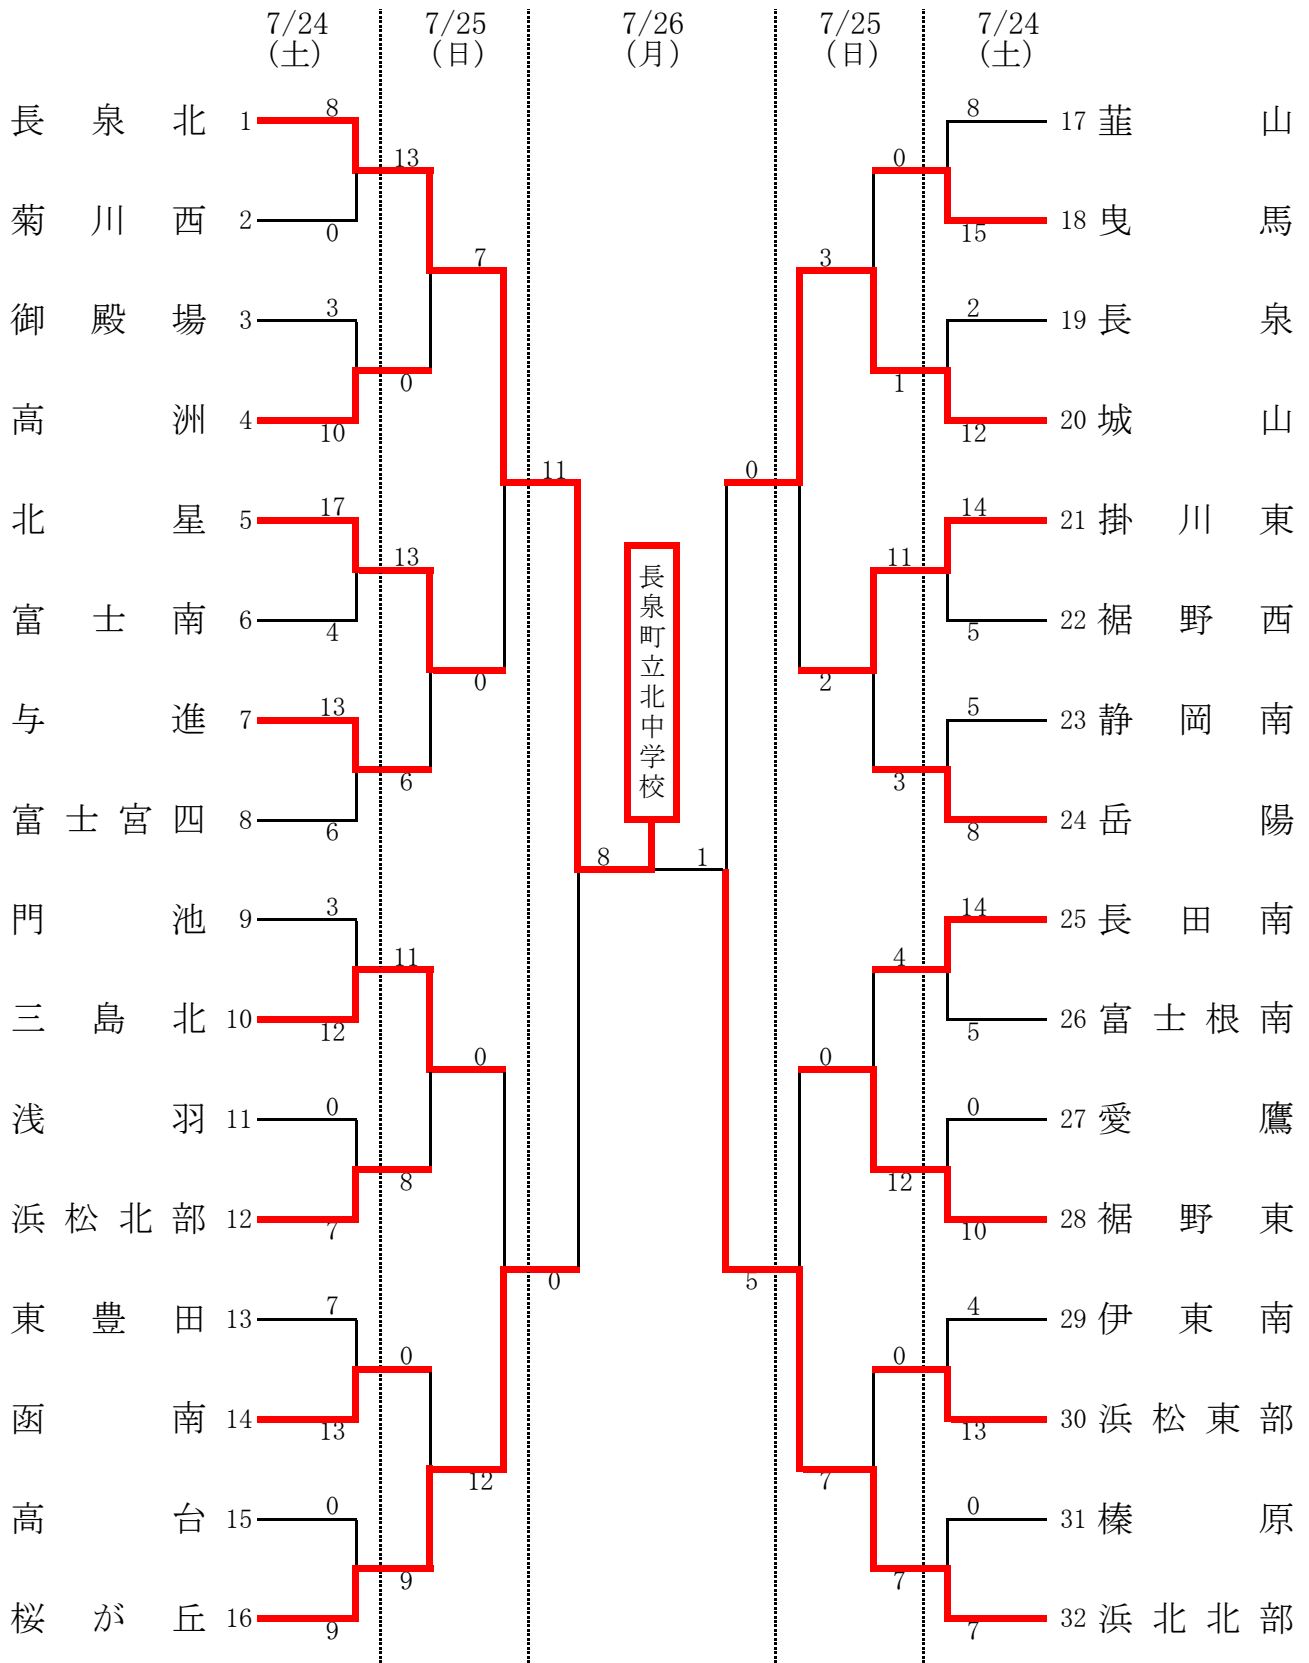 7/24 7/25 7/26 7/25 7/24
(土) (日) (月) (日) (土)
長泉北 1 8
菊川西 2 0
13
御殿場 3 3
高洲 4 10
0
7
北星 5 17
富士南 6 4
13
与進 7 13
富士宮四 8 6
6
0
11
門池 9 3
三島北 10 12
11
浅羽 11 0
浜松北部 12 7
8
0
東豊田 13 7
函南 14 13
0
高台 15 0
桜が丘 16 9
9
12
0
長泉町立北中学校
8 1
8 17 韮山
15 18 曳馬
0
2 19 長泉
12 20 城山
1
3
14 21 掛川東
5 22 裾野西
11
5 23 静岡南
8 24 岳陽
3
2
0
14 25 長田南
5 26 富士根南
4
0 27 愛鷹
10 28 裾野東
12
0
4 29 伊東南
13 30 浜松東部
0
0 31 榛原
7 32 浜北北部
7
7
5